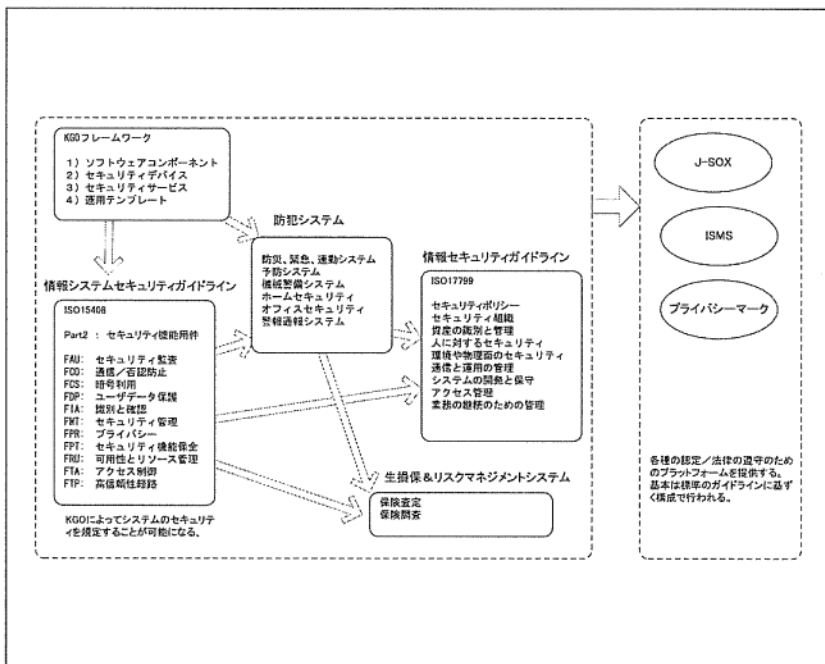 KGOフレームワーク
1) ソフトウェアコンポーネント
2) セキュリティデバイス
3) セキュリティサービス
4) 運用テンプレート
防犯システム
防災、緊急、連動システム
予防システム
機械警備システム
ホームセキュリティ
オフィスセキュリティ
警報通報システム
情報システムセキュリティガイドライン
ISO15408
Part2 : セキュリティ機能用件
FAU: セキュリティ監査
FCO: 通信/否認防止
FCS: 暗号利用
FDP: ユーザデータ保護
FIA: 識別と確認
FMT: セキュリティ管理
FPR: プライバシー
FPT: セキュリティ機能保全
FRU: 可用性とリソース管理
FTA: アクセス制御
FTP: 高信頼性経路
KGOによってシステムのセキュリテ
ィを規定することが可能になる、
情報セキュリティガイドライン
ISO17799
セキュリティポリシー
セキュリティ組織
資産の識別と管理
人に対するセキュリティ
環境や物理面のセキュリティ
通信と運用の管理
システムの開発と保守
アクセス管理
業務の継続のための管理
生損保&リスクマネジメントシステム
保険査定
保険調査
J-SOX
ISMS
プライバシーマーク
各種の認定/法律の遵守のため
のプラットフォームを提供する。
基本は標準のガイドラインに基ず
く構成で行われる。